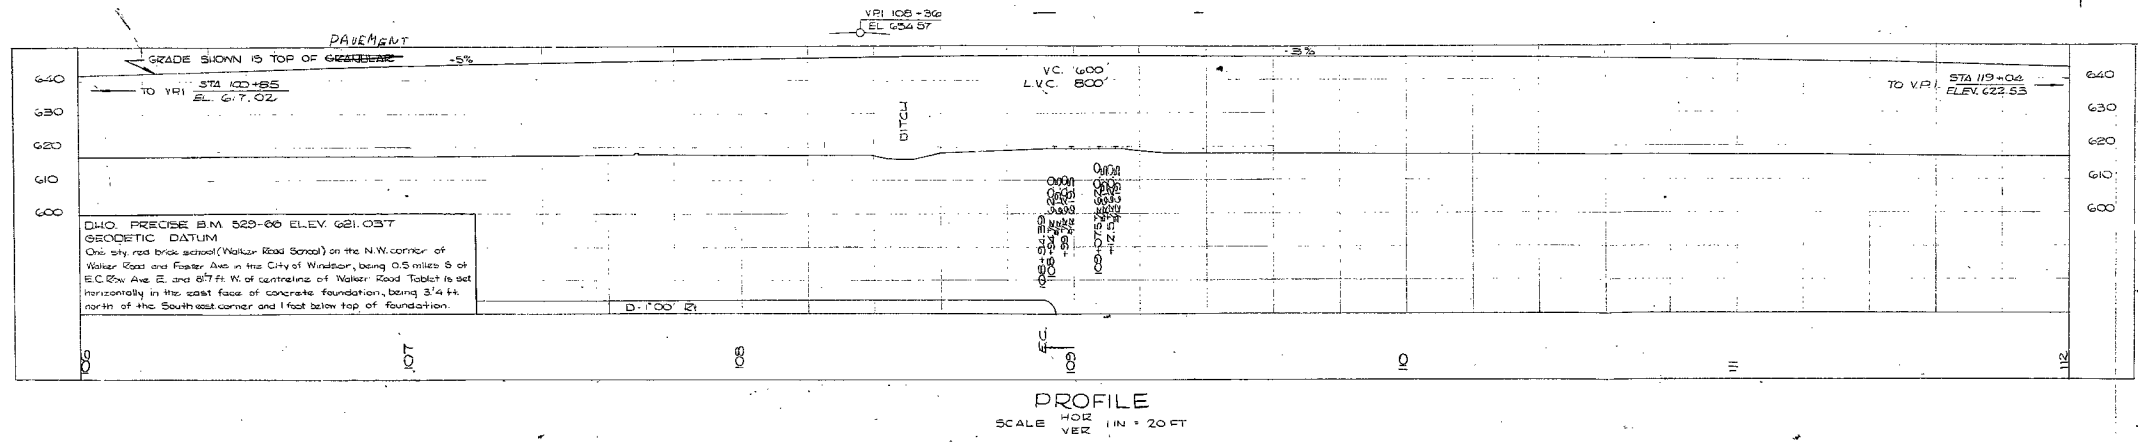 VPI 108+36
EL 654.57
PAVEMENT
GRADE SHOWN IS TOP OF GRANULAR
.5%
.3%
TO VPI STA 100+85
EL. 617.02
V.C. 600'
L.V.C. 800'
TO V.P.I. STA 119+04
ELEV. 622.53
640
630
620
610
600
DITCH
640
630
620
610
600
D.H.O. PRECISE B.M. 529-66 ELEV. 621.037
GEODETIC DATUM
One sty. red brick school (Walker Road School) on the N.W. corner of
Walker Road and Foster Ave in the City of Windsor, being 0.5 miles S of
E.C. Row Ave E. and 817 ft. W. of centreline of Walker Road Tablet is set
horizontally in the east face of concrete foundation, being 3'4 ft.
north of the South east corner and 1 foot below top of foundation.
D-1°00' Rt
E.C.
106
107
108
109
110
111
112
PROFILE
SCALE HOR
VER 1 IN = 20 FT